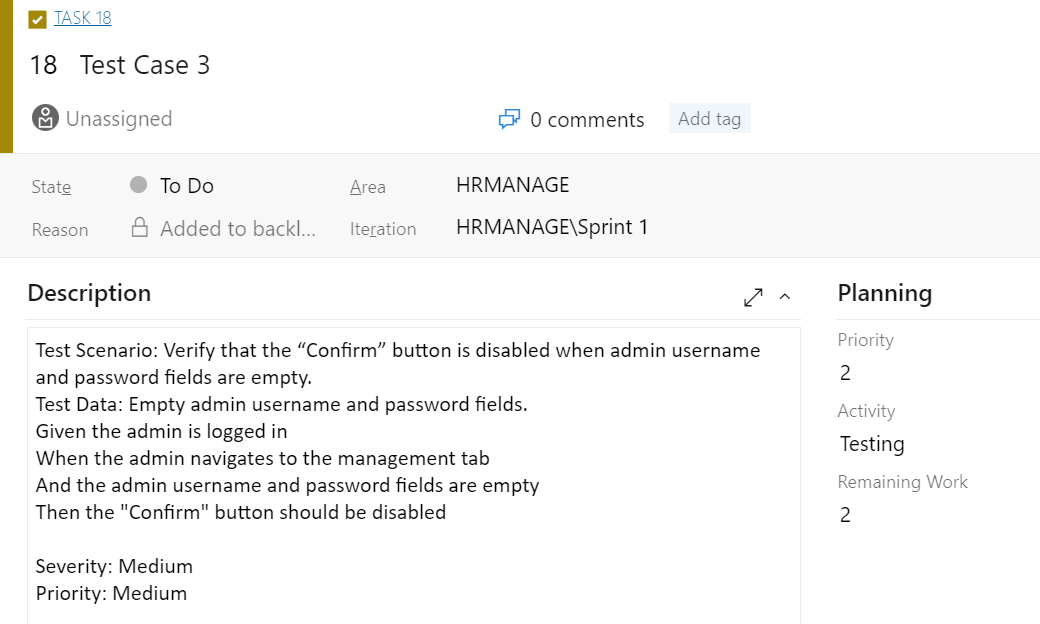 TASK 18
18 Test Case 3
Unassigned
0 comments
Add tag
State
To Do
Area
HRMANAGE
Reason
Added to backl...
Iteration
HRMANAGE\Sprint 1
Description
Test Scenario: Verify that the “Confirm” button is disabled when admin username
and password fields are empty.
Test Data: Empty admin username and password fields.
Given the admin is logged in
When the admin navigates to the management tab
And the admin username and password fields are empty
Then the "Confirm" button should be disabled
Severity: Medium
Priority: Medium
Planning
Priority
2
Activity
Testing
Remaining Work
2